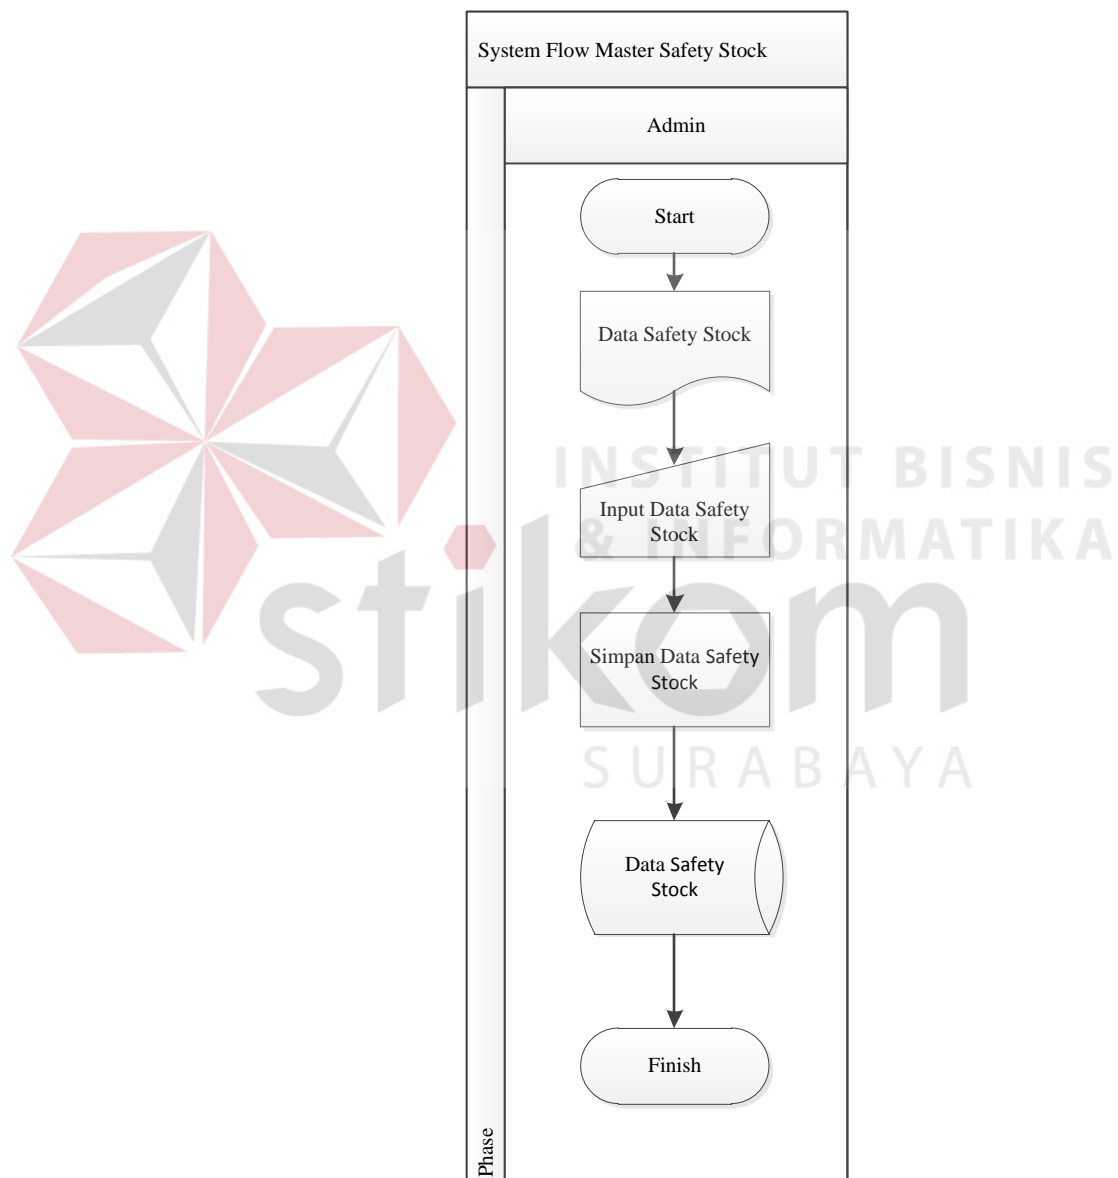 System Flow Master Safety Stock
Admin
Start
Data Safety Stock
Input Data Safety
Stock
Simpan Data Safety
Stock
Data Safety
Stock
Finish
Phase
INSTITUT BISNIS
& INFORMATIKA
stikom
SURABAYA